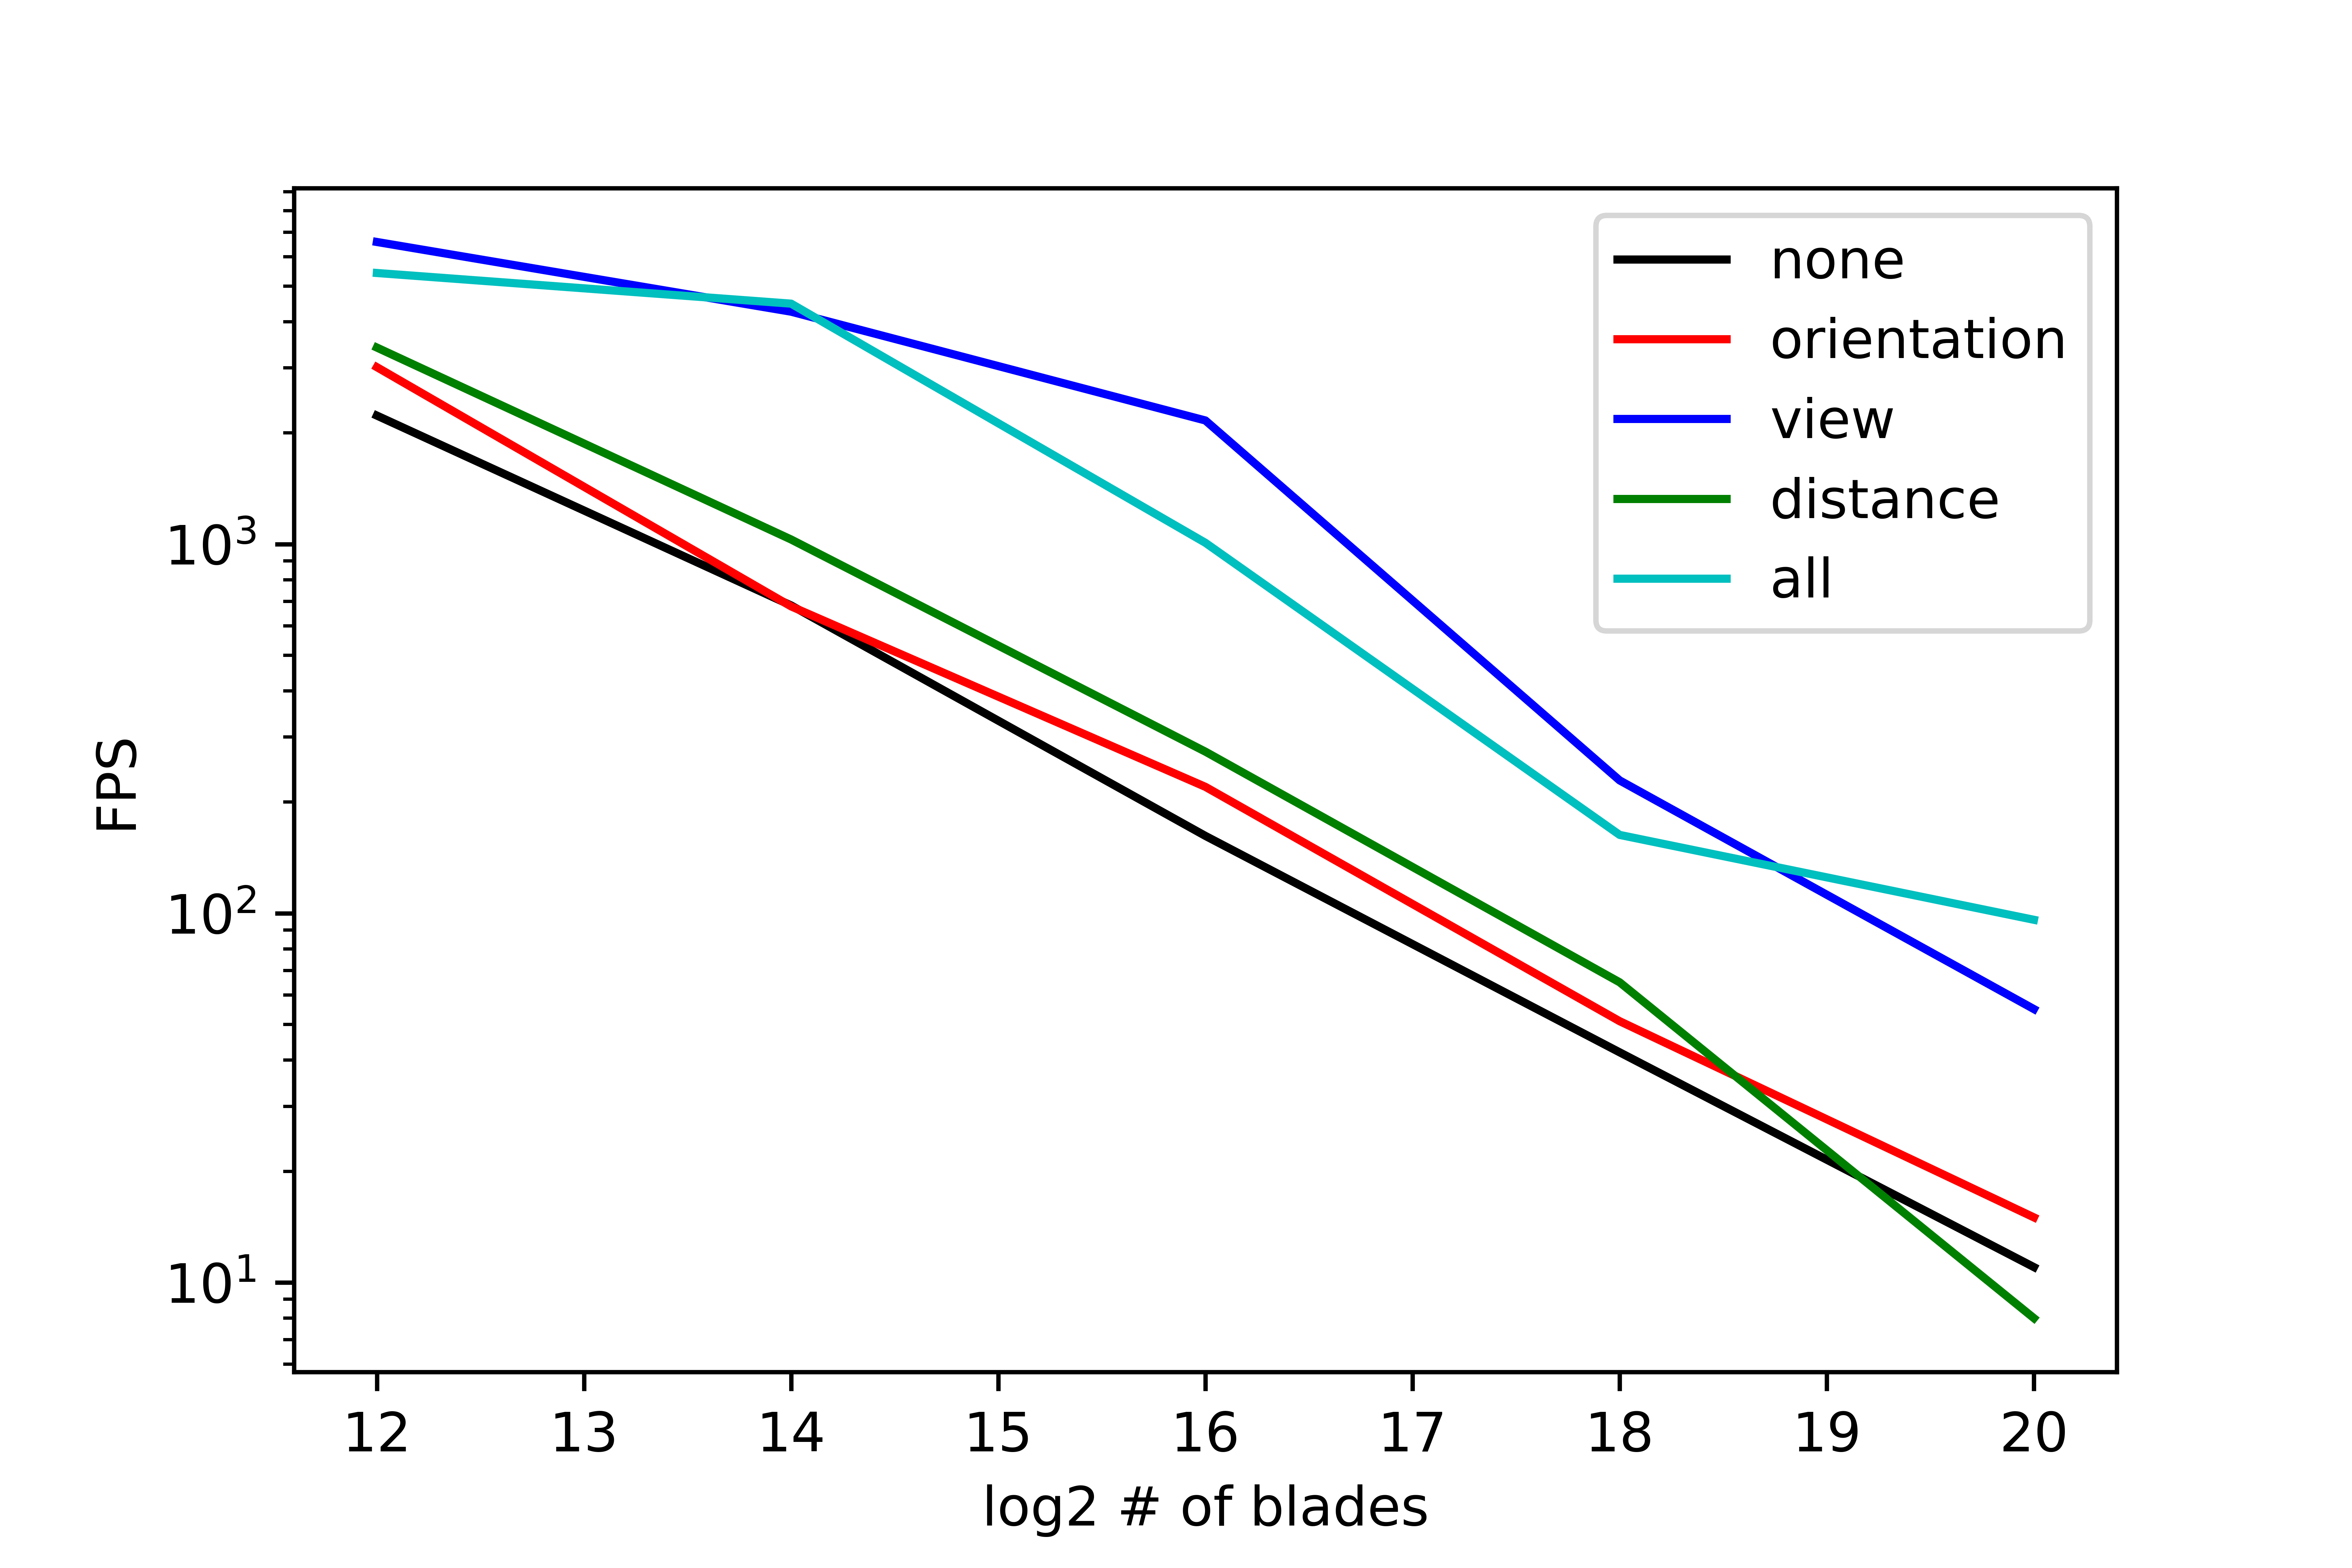 none
orientation
view
distance
all
10³
10²
10¹
FPS
12 13 14 15 16 17 18 19 20
log2 # of blades